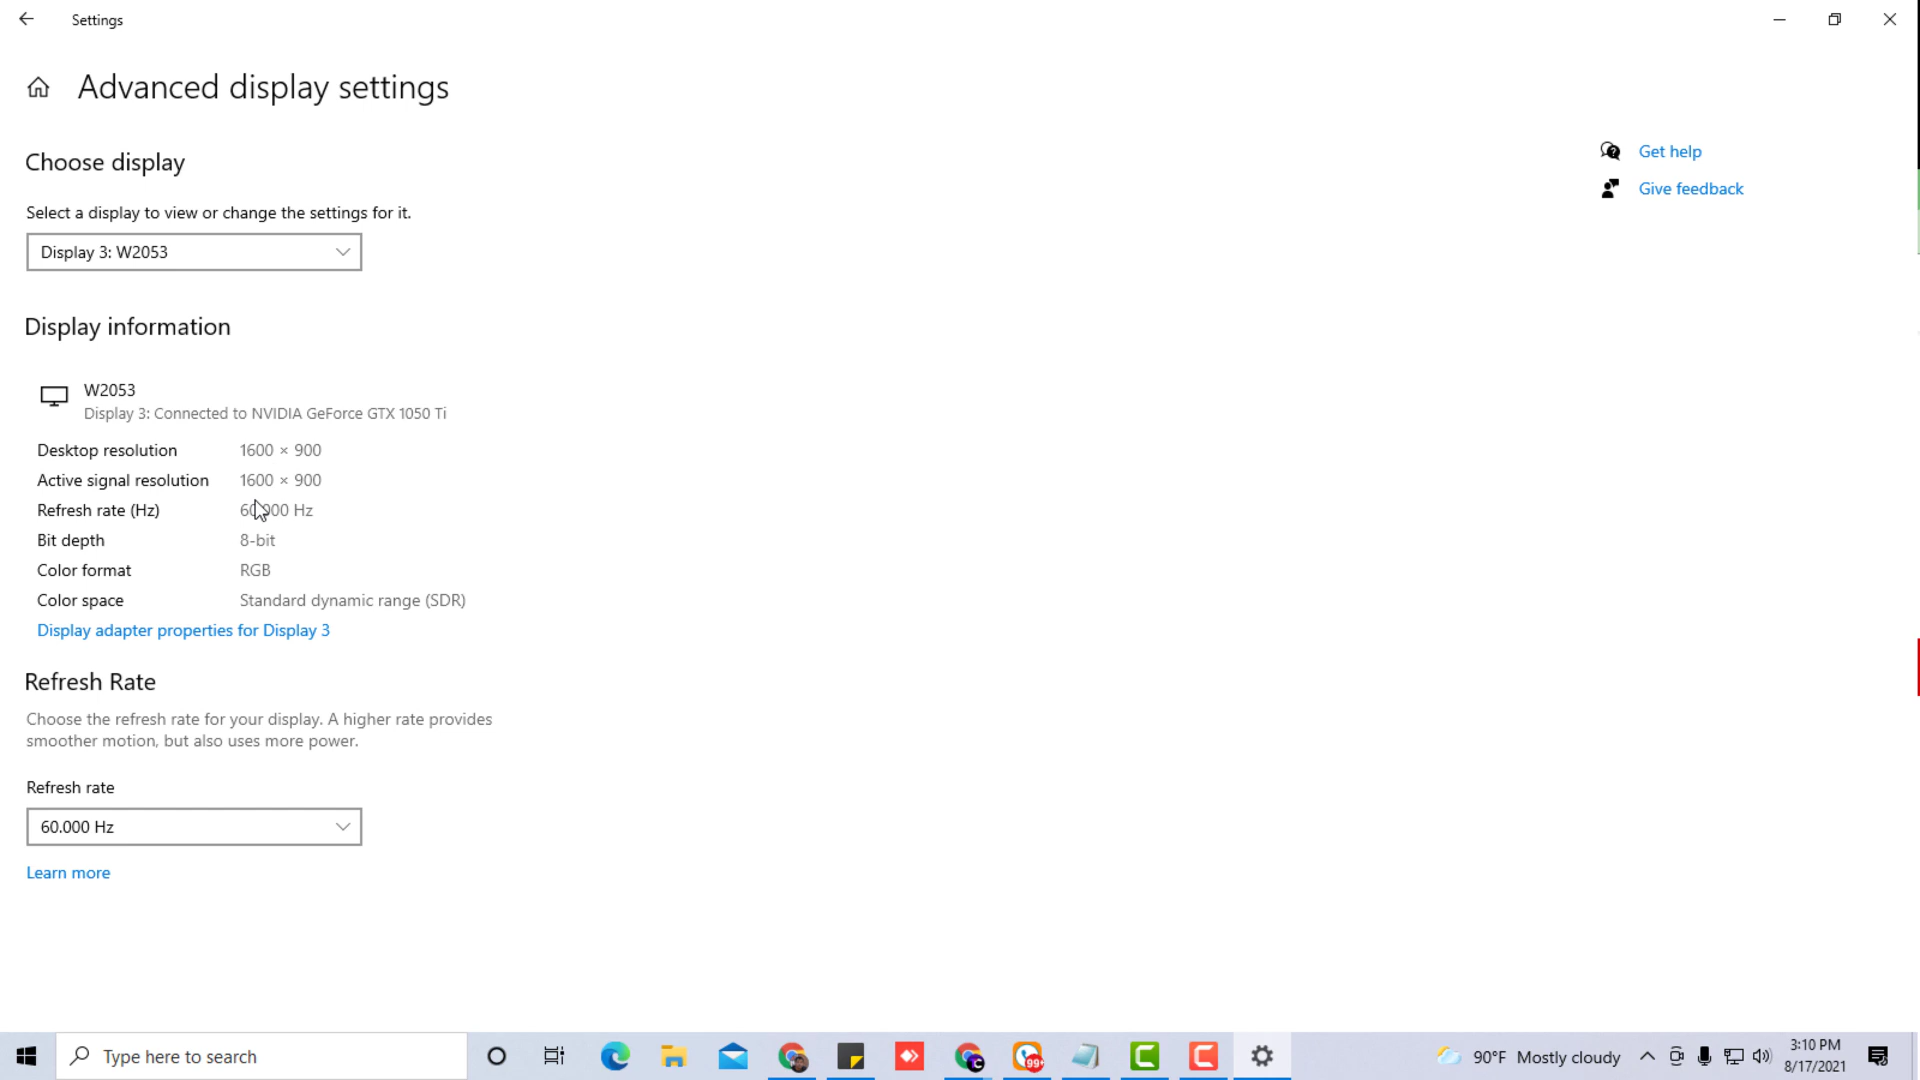 Settings
Advanced display settings
Choose display
Get help
Give feedback
Select a display to view or change the settings for it.
Display 3: W2053
Display information
W2053
Display 3: Connected to NVIDIA GeForce GTX 1050 Ti
Desktop resolution 1600 × 900
Active signal resolution 1600 × 900
Refresh rate (Hz) 60.000 Hz
Bit depth 8-bit
Color format RGB
Color space Standard dynamic range (SDR)
Display adapter properties for Display 3
Refresh Rate
Choose the refresh rate for your display. A higher rate provides
smoother motion, but also uses more power.
Refresh rate
60.000 Hz
Learn more
Type here to search
99+
90°F Mostly cloudy
3:10 PM
8/17/2021